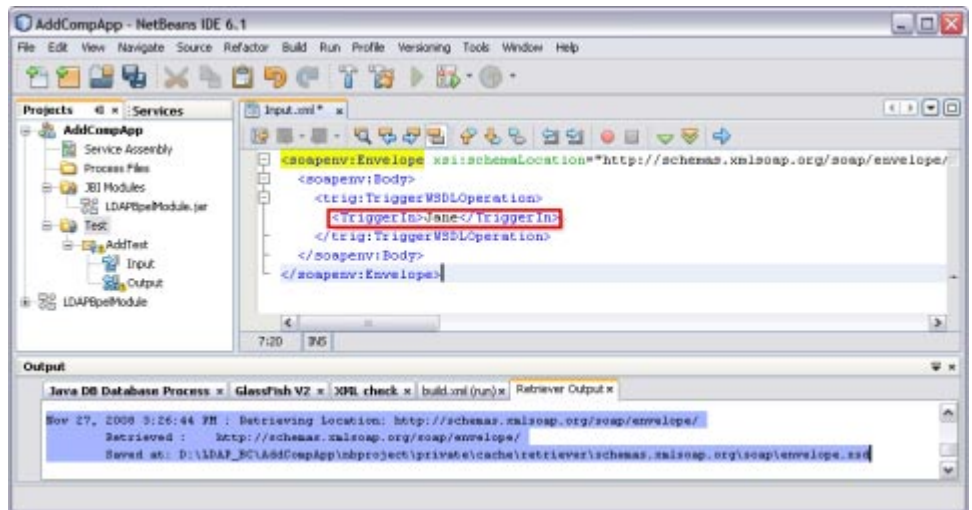 AddCompApp - NetBeans IDE 6.1
File Edit View Navigate Source Refactor Build Run Profile Versioning Tools Window Help
Projects Services
Input.xml *
AddCompApp
Service Assembly
Process Files
JBI Modules
LDAPBpelModule.jar
Test
AddTest
Input
Output
LDAPBpelModule
<soapenv:Envelope xsi:schemaLocation="http://schemas.xmlsoap.org/soap/envelope/
<soapenv:Body>
<trig:TriggerWSDLOperation>
<TriggerIn>Jane</TriggerIn>
</trig:TriggerWSDLOperation>
</soapenv:Body>
</soapenv:Envelope>
7:20 INS
Output
Java DB Database Process GlassFish V2 XML check build.xml (run) Retriever Output
Nov 27, 2008 3:26:44 PM : Retrieving Location: http://schemas.xmlsoap.org/soap/envelope/
Retrieved : http://schemas.xmlsoap.org/soap/envelope/
Saved at: D:\LDAP_BC\AddCompApp\nbproject\private\cache\retriever\schemas.xmlsoap.org\soap\envelope.xsd